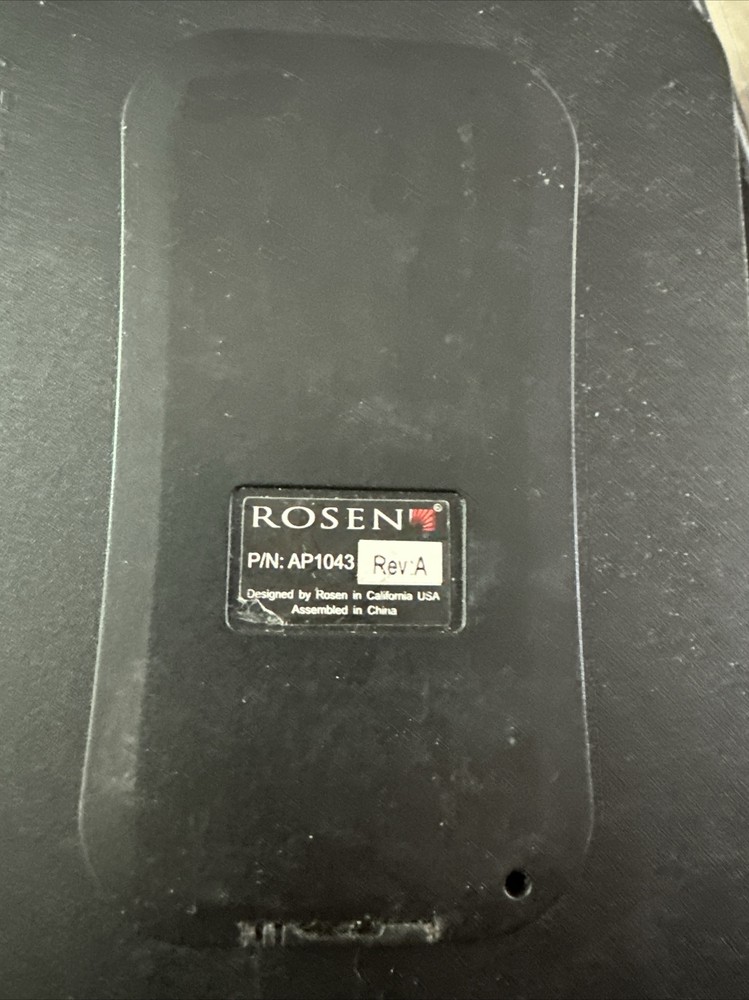 ROSEN®
P/N: AP1043 Rev:A
Designed by Rosen in California USA
Assembled in China